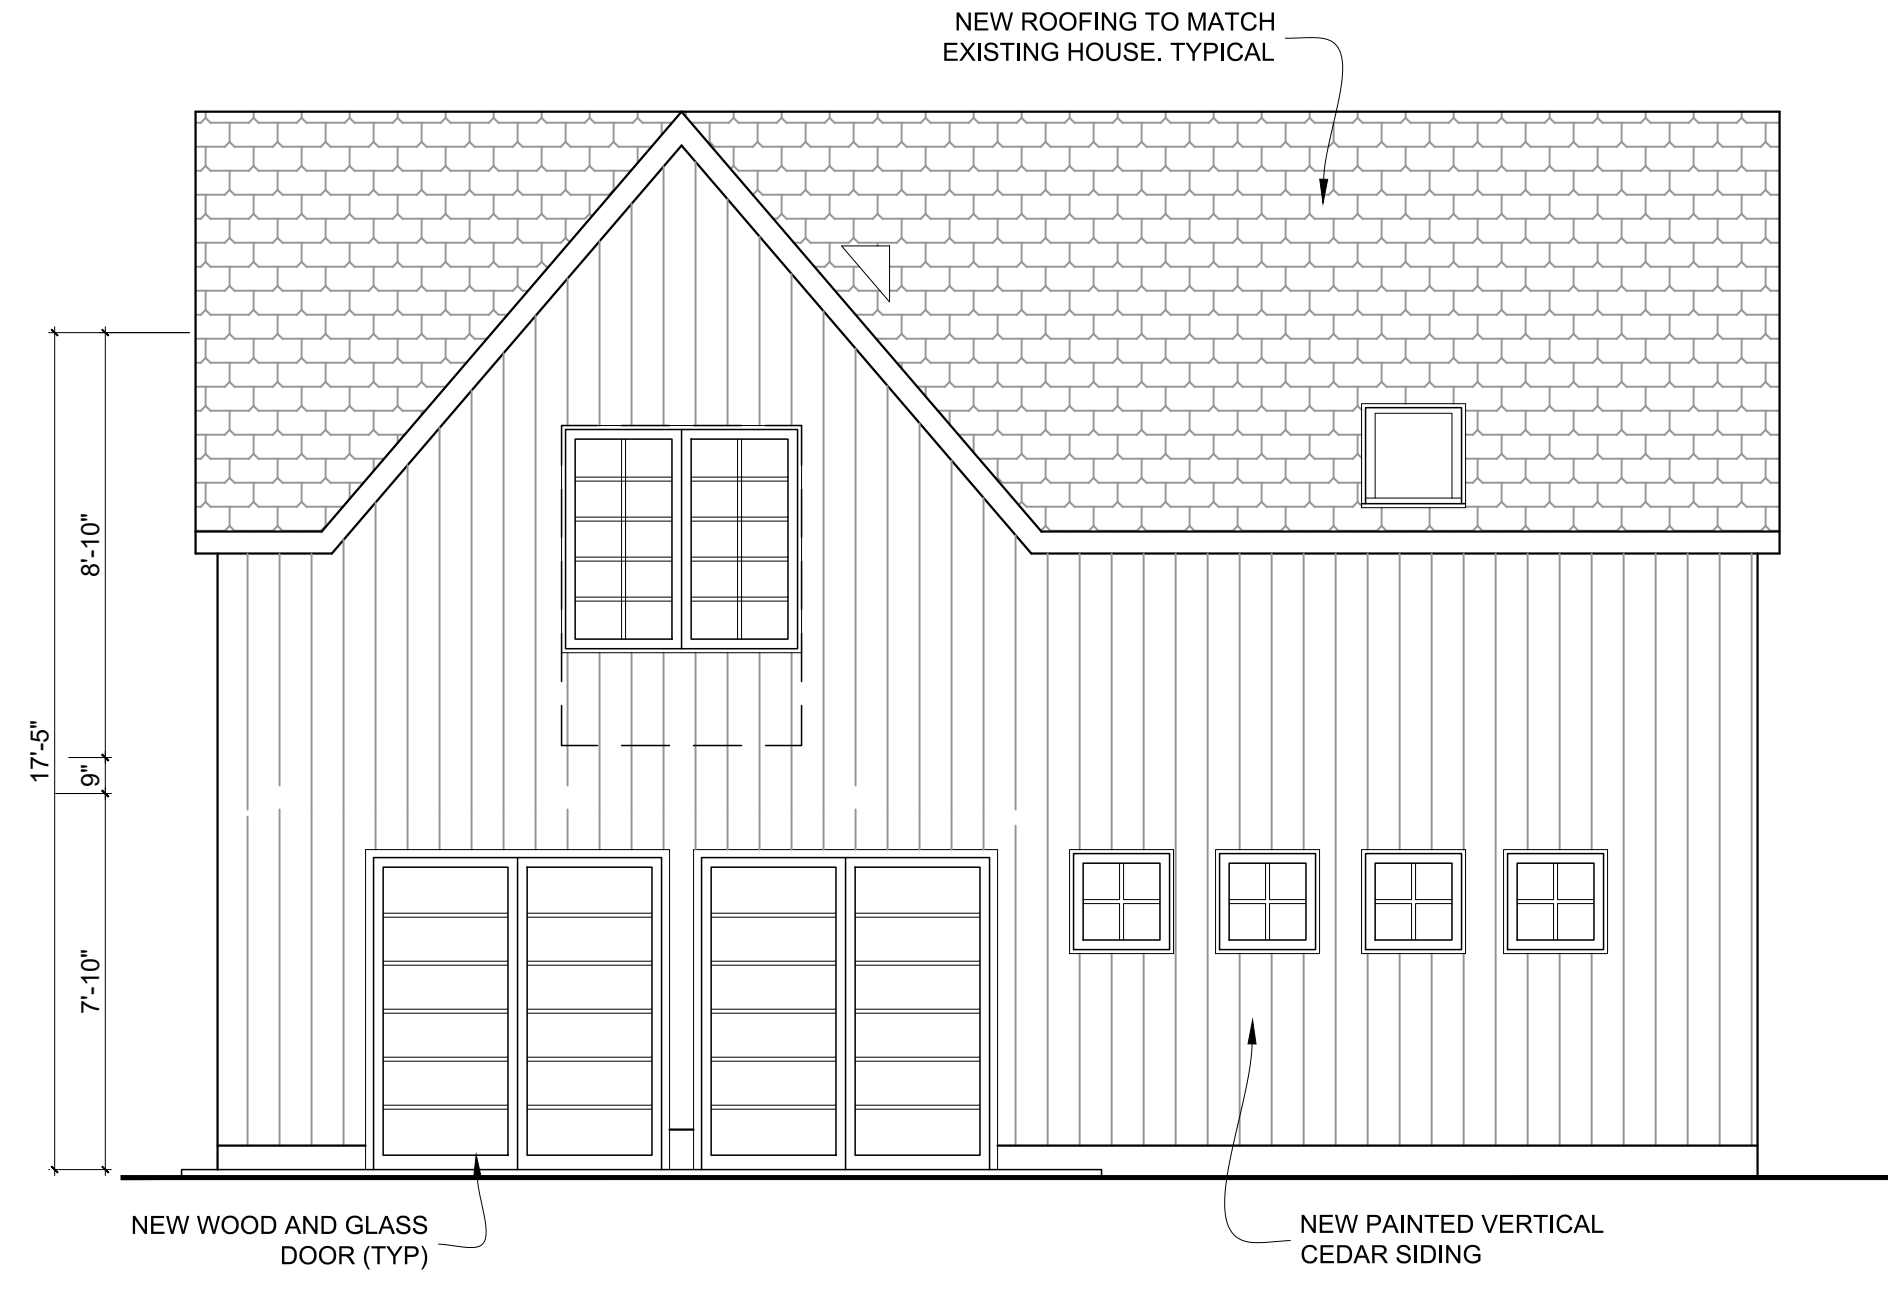 NEW ROOFING TO MATCH
EXISTING HOUSE. TYPICAL
8'-10"
17'-5"
9"
7'-10"
NEW WOOD AND GLASS
DOOR (TYP)
NEW PAINTED VERTICAL
CEDAR SIDING